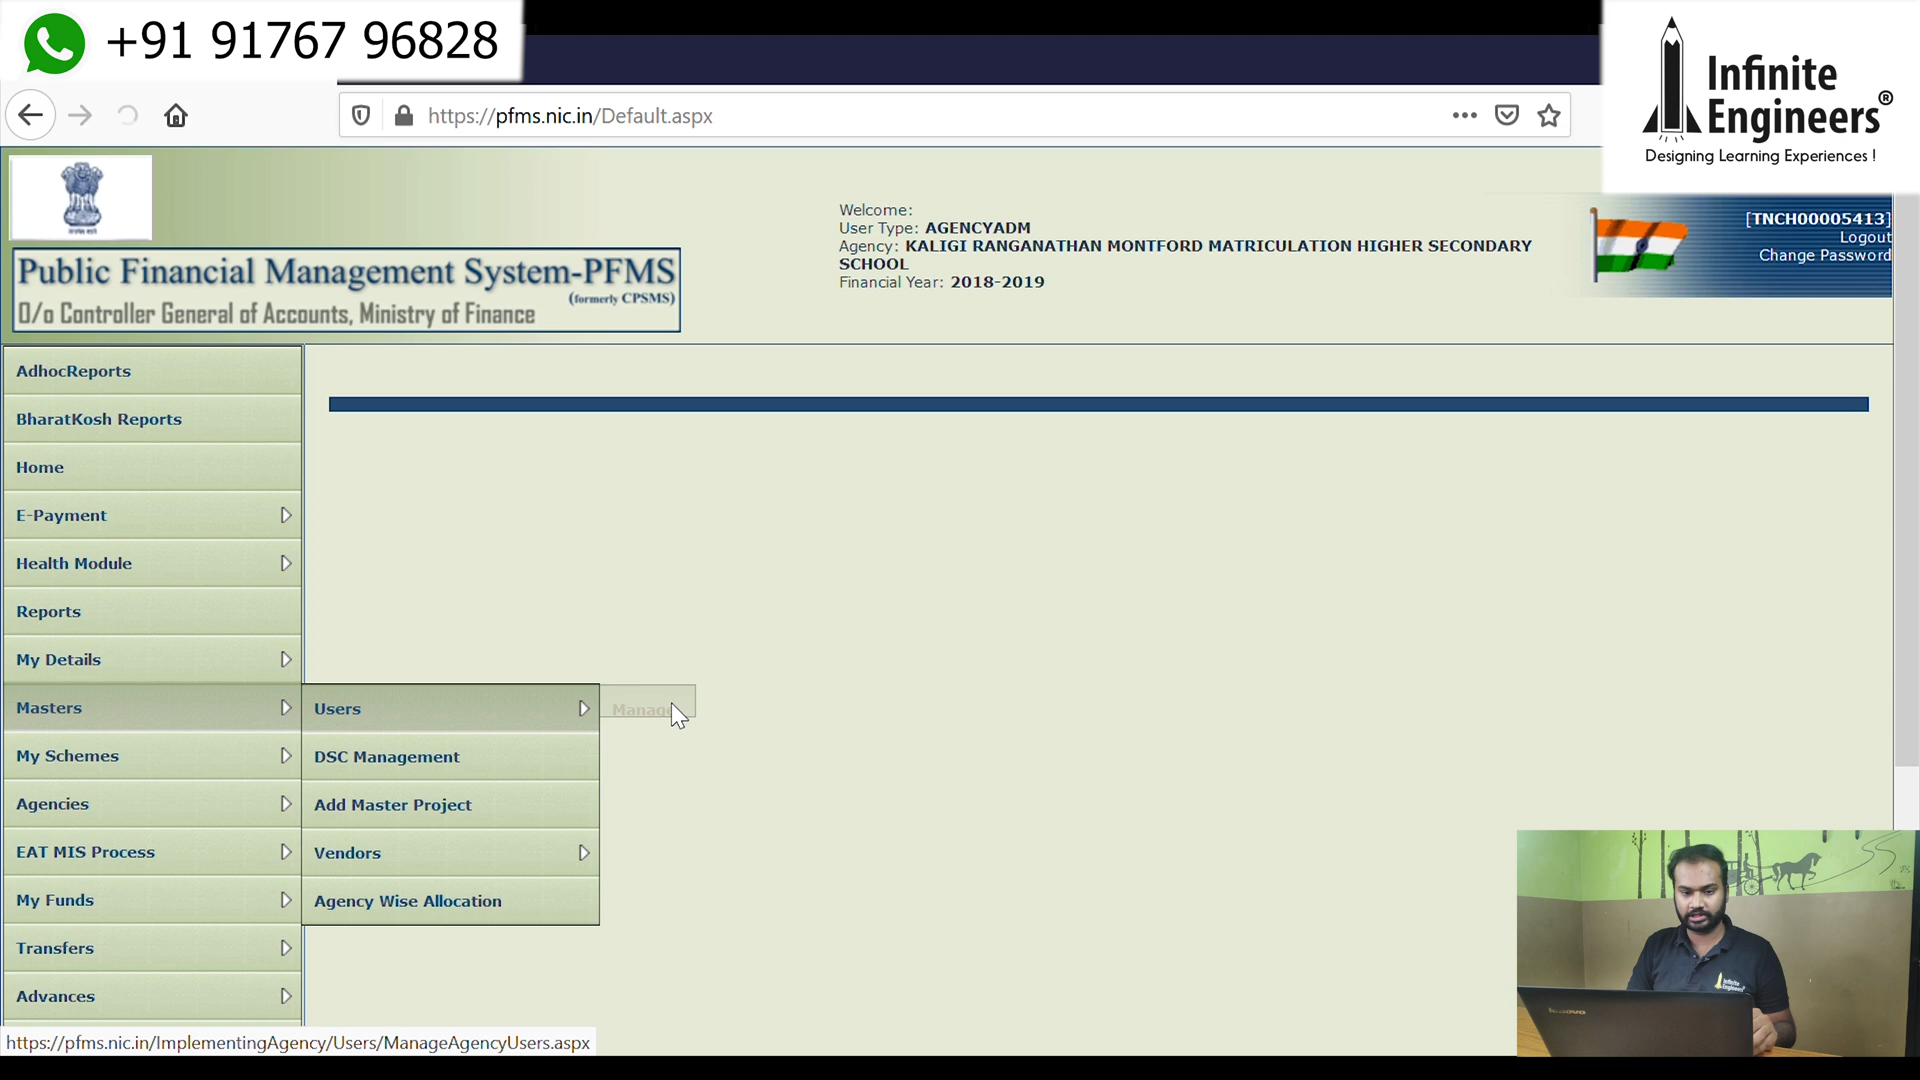 +91 91767 96828
Infinite
Engineers®
Designing Learning Experiences !
https://pfms.nic.in/Default.aspx
Welcome:
User Type: AGENCYADM
Agency: KALIGI RANGANATHAN MONTFORD MATRICULATION HIGHER SECONDARY
SCHOOL
Financial Year: 2018-2019
[TNCH00005413]
Logout
Change Password
Public Financial Management System-PFMS
(formerly CPSMS)
O/o Controller General of Accounts, Ministry of Finance
AdhocReports
BharatKosh Reports
Home
E-Payment
Health Module
Reports
My Details
Masters
My Schemes
Agencies
EAT MIS Process
My Funds
Transfers
Advances
Users
DSC Management
Add Master Project
Vendors
Agency Wise Allocation
Manage
https://pfms.nic.in/ImplementingAgency/Users/ManageAgencyUsers.aspx
Infinite
Engineers
lenovo